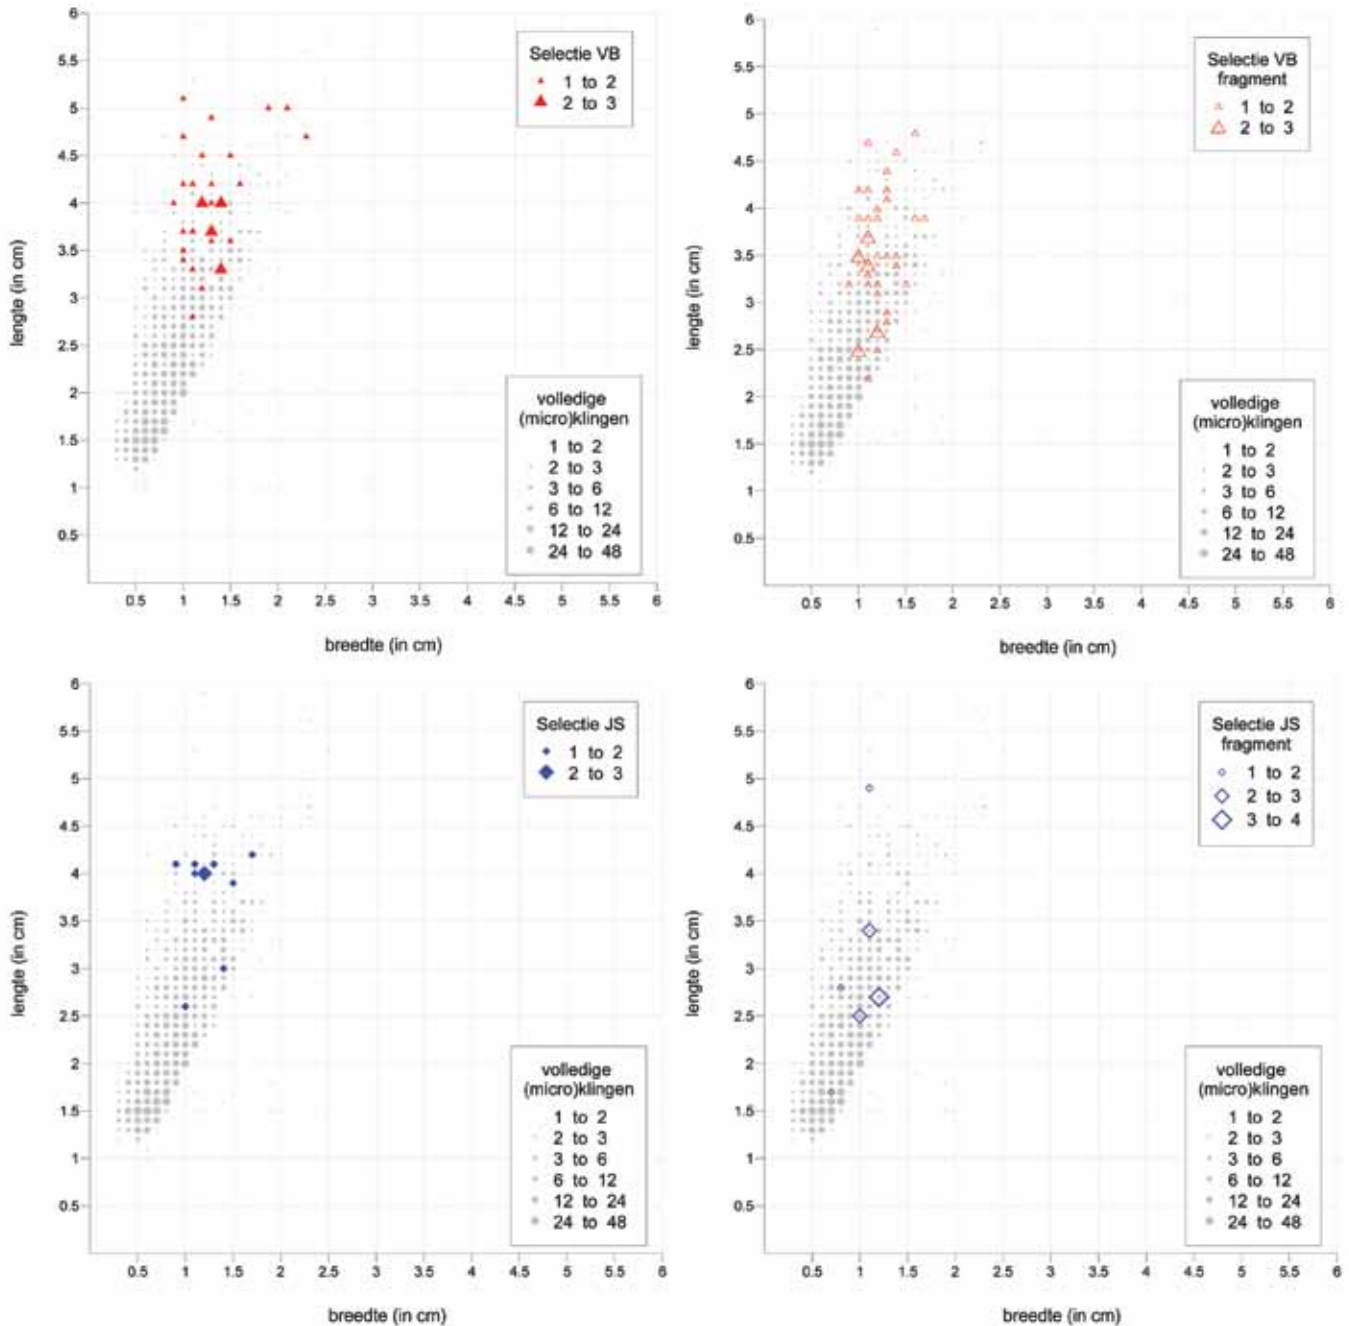 6
5.5
5
4.5
4
3.5
3
2.5
2
1.5
1
0.5
lengte (in cm)
Selectie VB
1 to 2
2 to 3
volledige
(micro)klingen
1 to 2
2 to 3
3 to 6
6 to 12
12 to 24
24 to 48
0.5 1 1.5 2 2.5 3 3.5 4 4.5 5 5.5 6
breedte (in cm)
6
5.5
5
4.5
4
3.5
3
2.5
2
1.5
1
0.5
lengte (in cm)
Selectie VB
fragment
1 to 2
2 to 3
volledige
(micro)klingen
1 to 2
2 to 3
3 to 6
6 to 12
12 to 24
24 to 48
0.5 1 1.5 2 2.5 3 3.5 4 4.5 5 5.5 6
breedte (in cm)
6
5.5
5
4.5
4
3.5
3
2.5
2
1.5
1
0.5
lengte (in cm)
Selectie JS
1 to 2
2 to 3
volledige
(micro)klingen
1 to 2
2 to 3
3 to 6
6 to 12
12 to 24
24 to 48
0.5 1 1.5 2 2.5 3 3.5 4 4.5 5 5.5 6
breedte (in cm)
6
5.5
5
4.5
4
3.5
3
2.5
2
1.5
1
0.5
lengte (in cm)
Selectie JS
fragment
1 to 2
2 to 3
3 to 4
volledige
(micro)klingen
1 to 2
2 to 3
3 to 6
6 to 12
12 to 24
24 to 48
0.5 1 1.5 2 2.5 3 3.5 4 4.5 5 5.5 6
breedte (in cm)